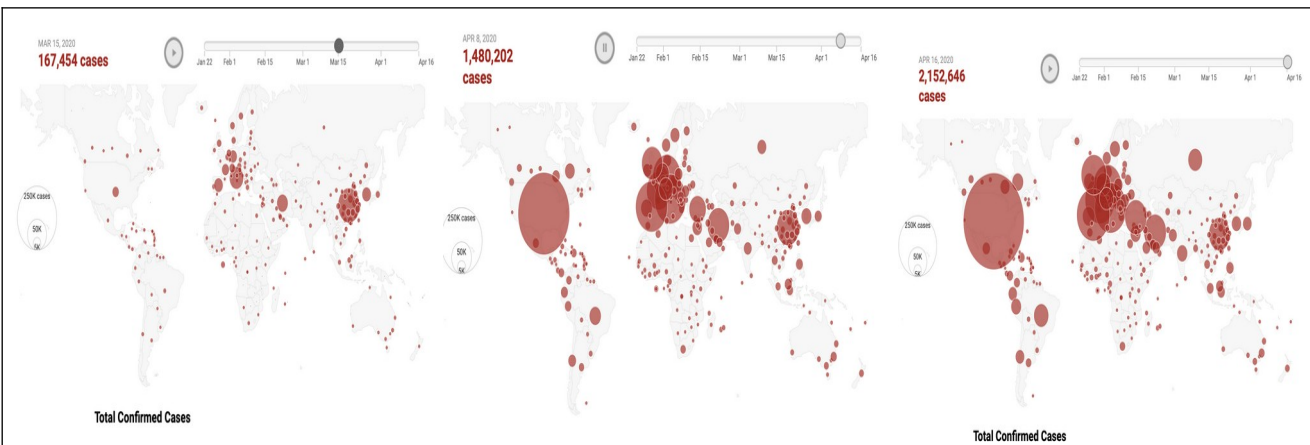 MAR 15, 2020
167,454 cases
Jan 22 Feb 1 Feb 15 Mar 1 Mar 15 Apr 1 Apr 16
250K cases
50K
5K
Total Confirmed Cases
APR 8, 2020
1,480,202
cases
Jan 22 Feb 1 Feb 15 Mar 1 Mar 15 Apr 1 Apr 16
250K cases
50K
5K
APR 16, 2020
2,152,646
cases
Jan 22 Feb 1 Feb 15 Mar 1 Mar 15 Apr 1 Apr 16
250K cases
50K
5K
Total Confirmed Cases